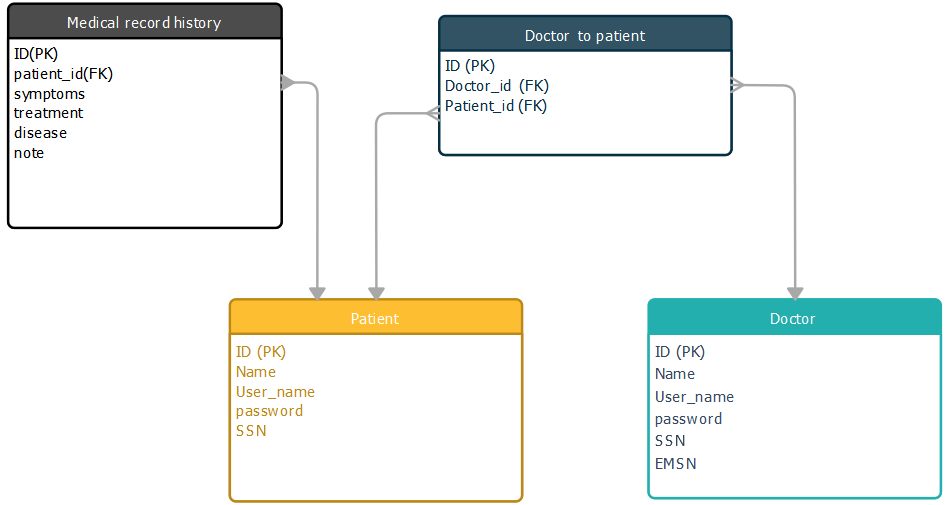 Medical record history
ID(PK)
patient_id(FK)
symptoms
treatment
disease
note
Doctor to patient
ID (PK)
Doctor_id (FK)
Patient_id (FK)
Patient
ID (PK)
Name
User_name
password
SSN
Doctor
ID (PK)
Name
User_name
password
SSN
EMSN